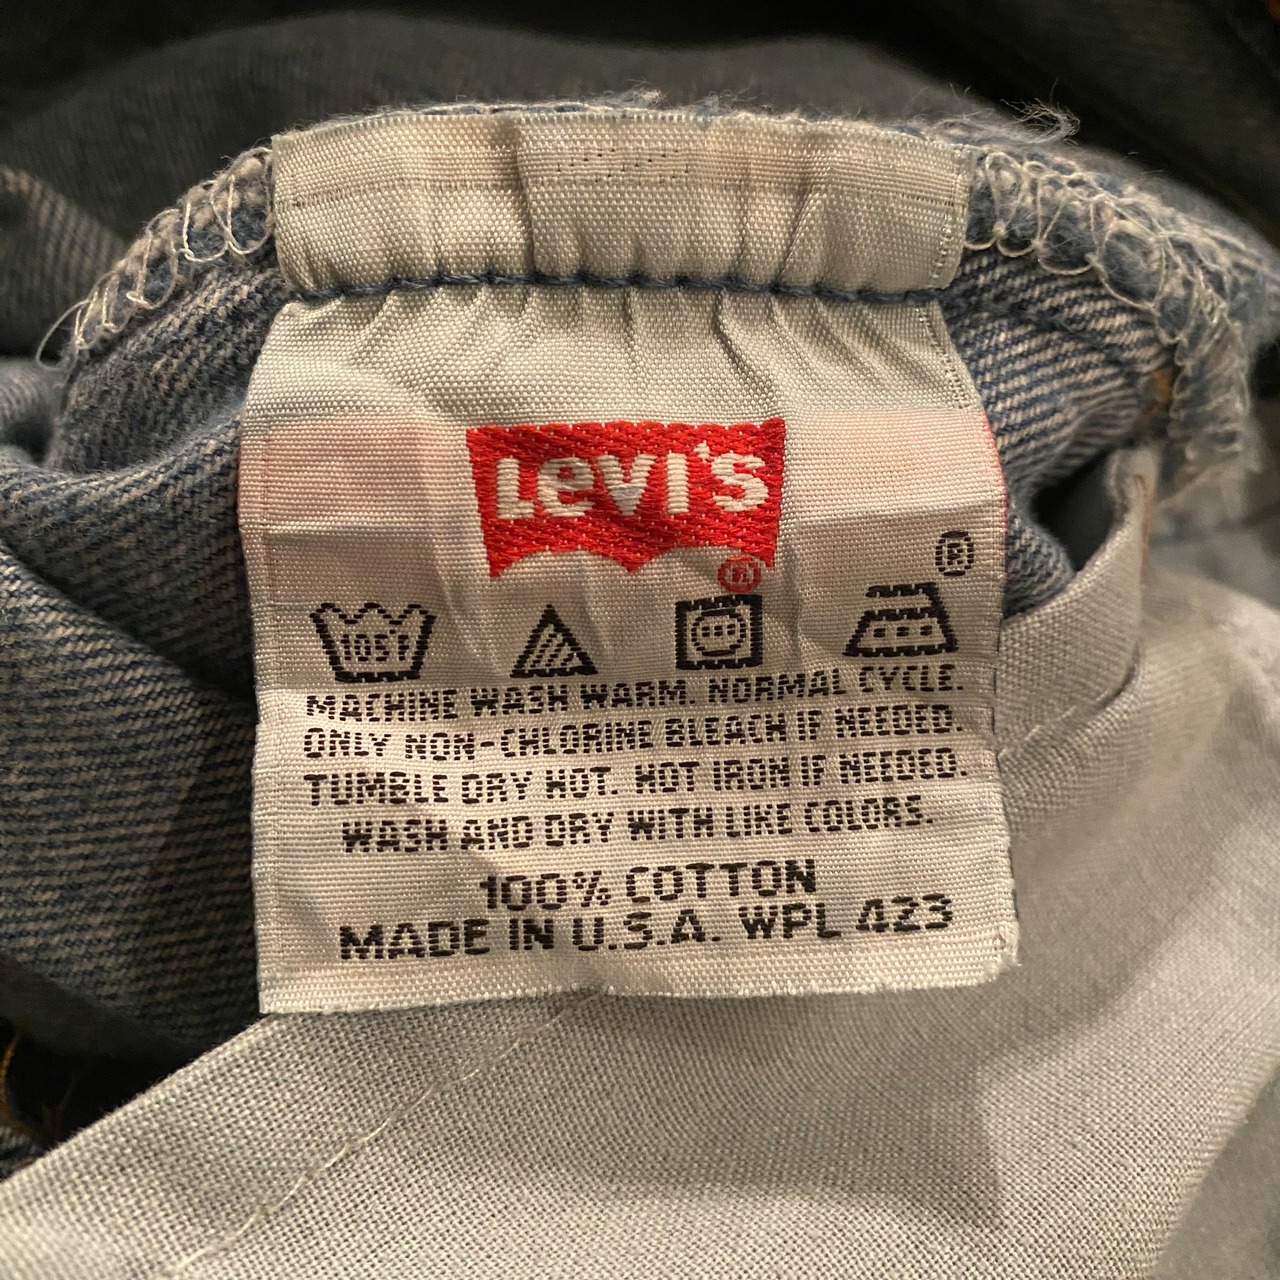 LEVI'S
®
®
105°F
MACHINE WASH WARM. NORMAL CYCLE.
ONLY NON-CHLORINE BLEACH IF NEEDED.
TUMBLE DRY HOT. HOT IRON IF NEEDED.
WASH AND DRY WITH LIKE COLORS.
100% COTTON
MADE IN U.S.A. WPL 423